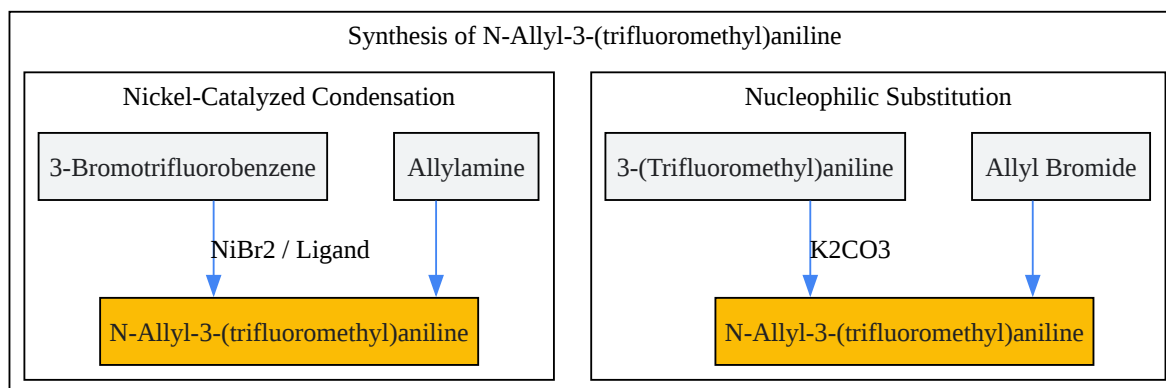 Synthesis of N-Allyl-3-(trifluoromethyl)aniline
Nickel-Catalyzed Condensation
3-Bromotrifluorobenzene
Allylamine
NiBr2 / Ligand
N-Allyl-3-(trifluoromethyl)aniline
Nucleophilic Substitution
3-(Trifluoromethyl)aniline
Allyl Bromide
K2CO3
N-Allyl-3-(trifluoromethyl)aniline